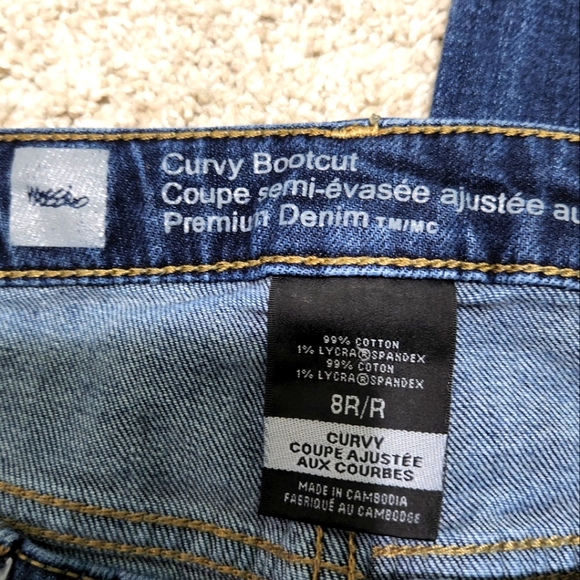 mossimo
Curvy Bootcut
Coupe semi-évasée ajustée au
Premium Denim TM/MC
99% COTTON
1% LYCRA®SPANDEX
99% COTON
1% LYCRA®SPANDEX
8R/R
CURVY
COUPE AJUSTÉE
AUX COURBES
MADE IN CAMBODIA
FABRIQUÉ AU CAMBODGE